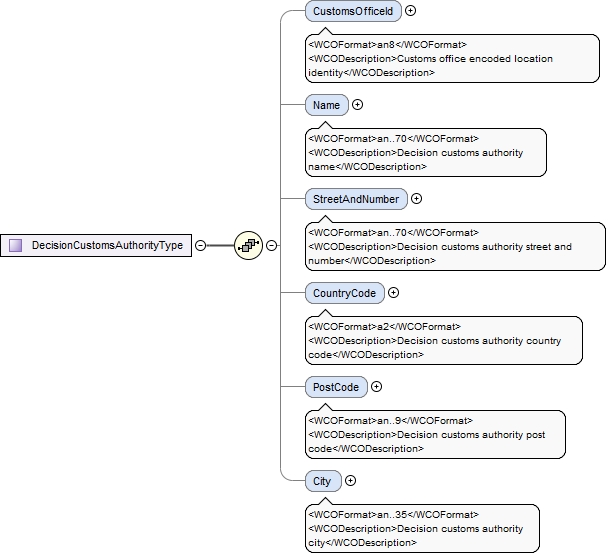 CustomsOfficeId
<WCOFormat>an8</WCOFormat>
<WCODescription>Customs office encoded location
identity</WCODescription>
Name
<WCOFormat>an..70</WCOFormat>
<WCODescription>Decision customs authority
name</WCODescription>
StreetAndNumber
<WCOFormat>an..70</WCOFormat>
<WCODescription>Decision customs authority street and
number</WCODescription>
DecisionCustomsAuthorityType
CountryCode
<WCOFormat>a2</WCOFormat>
<WCODescription>Decision customs authority country
code</WCODescription>
PostCode
<WCOFormat>an..9</WCOFormat>
<WCODescription>Decision customs authority post
code</WCODescription>
City
<WCOFormat>an..35</WCOFormat>
<WCODescription>Decision customs authority
city</WCODescription>